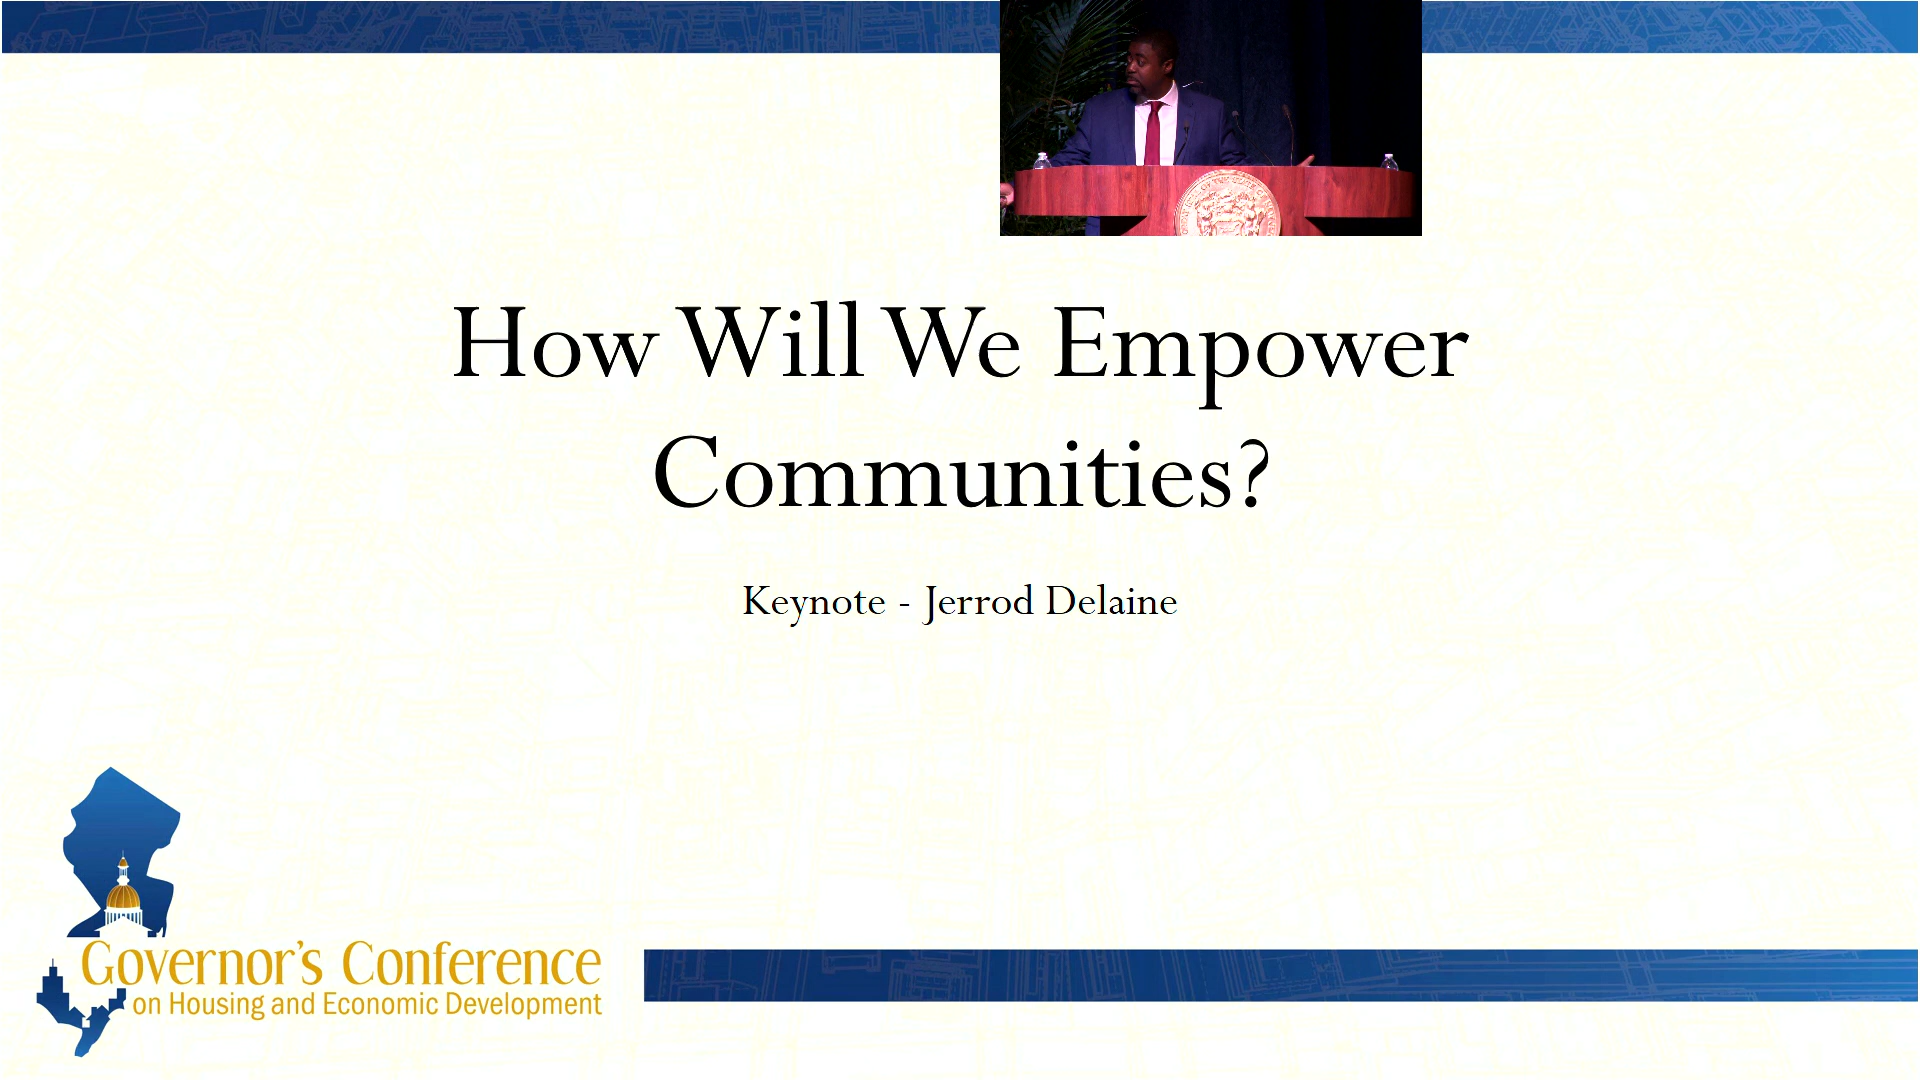 How Will We Empower
Communities?
Keynote - Jerrod Delaine
Governor's Conference
on Housing and Economic Development